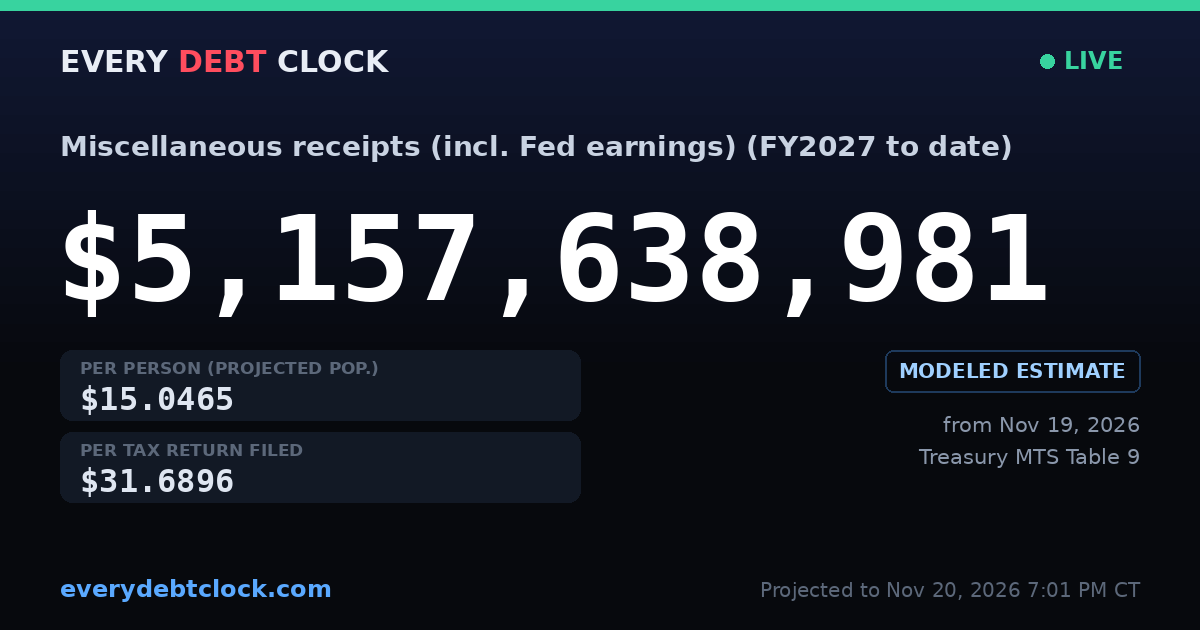 EVERY DEBT CLOCK
LIVE
Miscellaneous receipts (incl. Fed earnings) (FY2027 to date)
$5,157,638,981
PER PERSON (PROJECTED POP.)
$15.0465
PER TAX RETURN FILED
$31.6896
MODELED ESTIMATE
from Nov 19, 2026
Treasury MTS Table 9
everydebtclock.com
Projected to Nov 20, 2026 7:01 PM CT